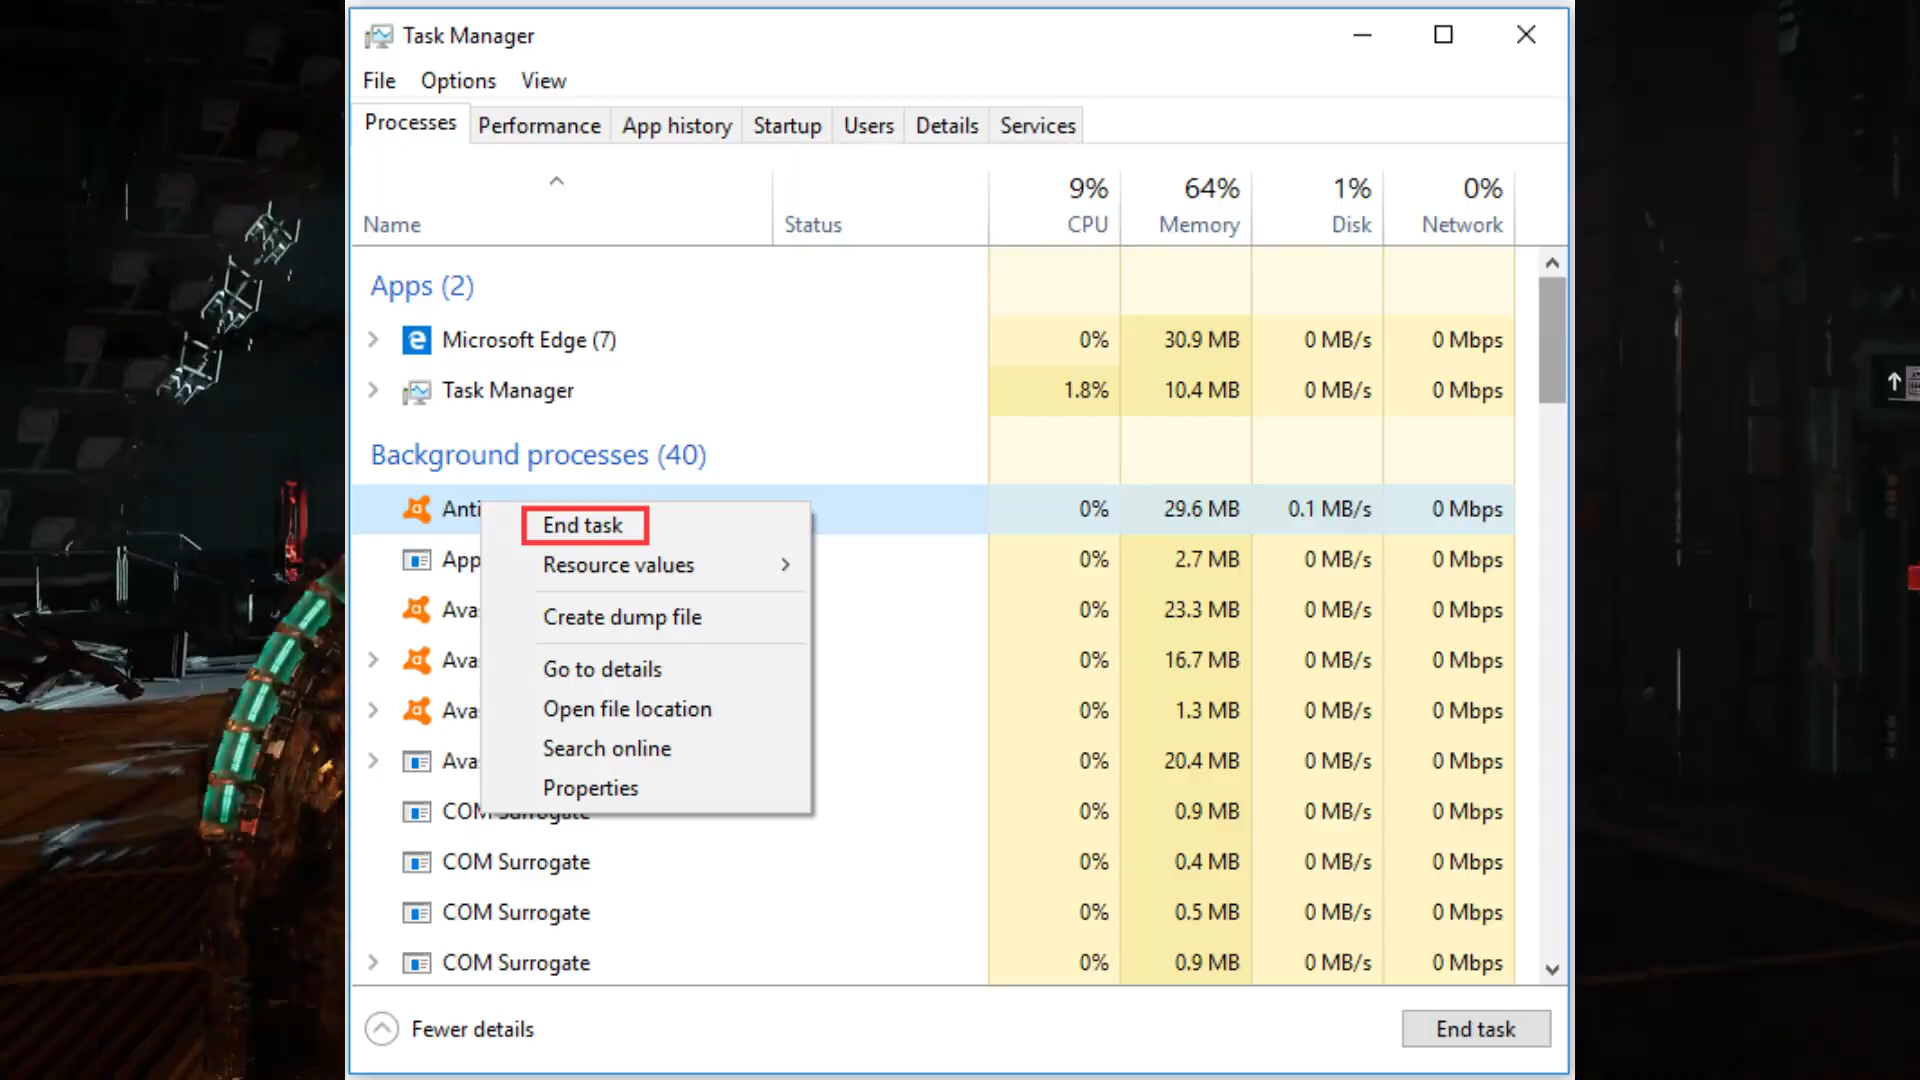 Task Manager
File Options View
Processes Performance App history Startup Users Details Services
9% 64% 1% 0%
Name Status CPU Memory Disk Network
Apps (2)
Microsoft Edge (7) 0% 30.9 MB 0 MB/s 0 Mbps
Task Manager 1.8% 10.4 MB 0 MB/s 0 Mbps
Background processes (40)
Anti 0% 29.6 MB 0.1 MB/s 0 Mbps
End task
App 0% 2.7 MB 0 MB/s 0 Mbps
Resource values
Ava 0% 23.3 MB 0 MB/s 0 Mbps
Create dump file
Ava 0% 16.7 MB 0 MB/s 0 Mbps
Go to details
Ava 0% 1.3 MB 0 MB/s 0 Mbps
Open file location
Ava 0% 20.4 MB 0 MB/s 0 Mbps
Search online
Properties
COM Surrogate 0% 0.9 MB 0 MB/s 0 Mbps
COM Surrogate 0% 0.4 MB 0 MB/s 0 Mbps
COM Surrogate 0% 0.5 MB 0 MB/s 0 Mbps
COM Surrogate 0% 0.9 MB 0 MB/s 0 Mbps
Fewer details End task